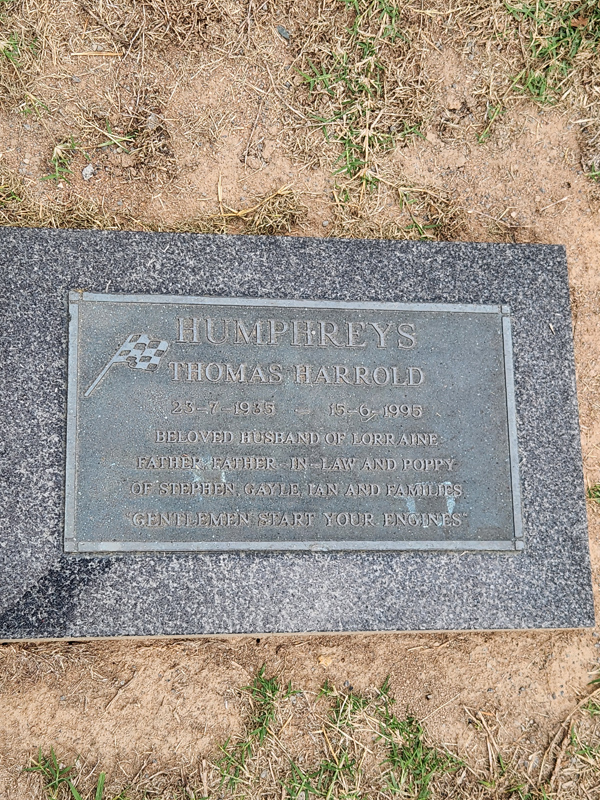 HUMPHREYS
THOMAS HARROLD
23-7-1935 - 15-6-1995
BELOVED HUSBAND OF LORRAINE
FATHER, FATHER-IN-LAW AND POPPY
OF STEPHEN, GAYLE, IAN AND FAMILIES
"GENTLEMEN START YOUR ENGINES"